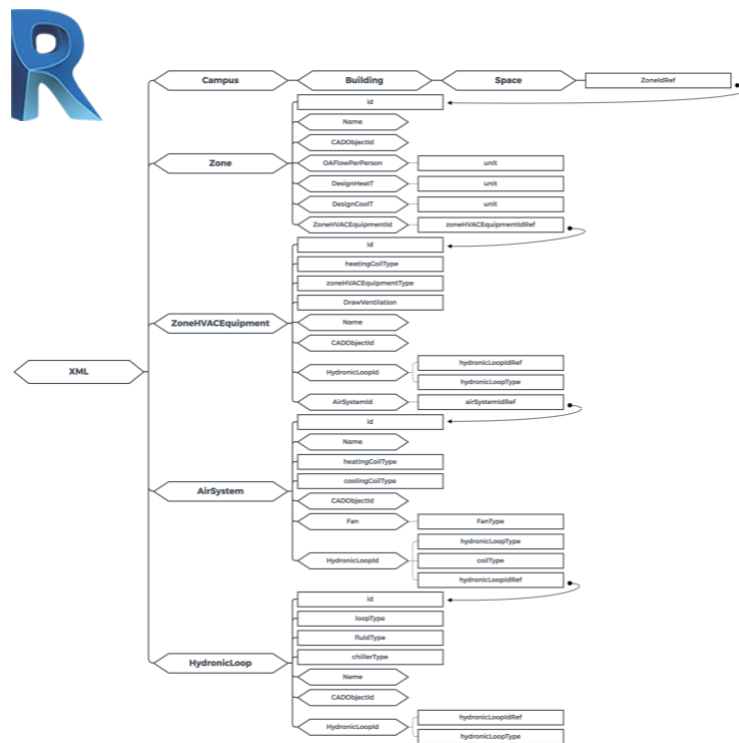 R
Campus Building Space ZoneIdRef
id
Name
CADObjectId
Zone OAFlowPerPerson unit
DesignHeatT unit
DesignCoolT unit
ZoneHVACEquipmentId zoneHVACEquipmentIdRef
id
heatingCoilType
zoneHVACEquipmentType
DrawVentilation
ZoneHVACEquipment Name
CADObjectId
hydronicLoopIdRef
XML HydronicLoopId
hydronicLoopType
AirSystemId airSystemIdRef
id
Name
heatingCoilType
coolingCoilType
AirSystem
CADObjectId
Fan FanType
hydronicLoopType
HydronicLoopId coilType
hydronicLoopIdRef
id
loopType
fluidType
chillerType
HydronicLoop
Name
CADObjectId
hydronicLoopIdRef
HydronicLoopId
hydronicLoopType